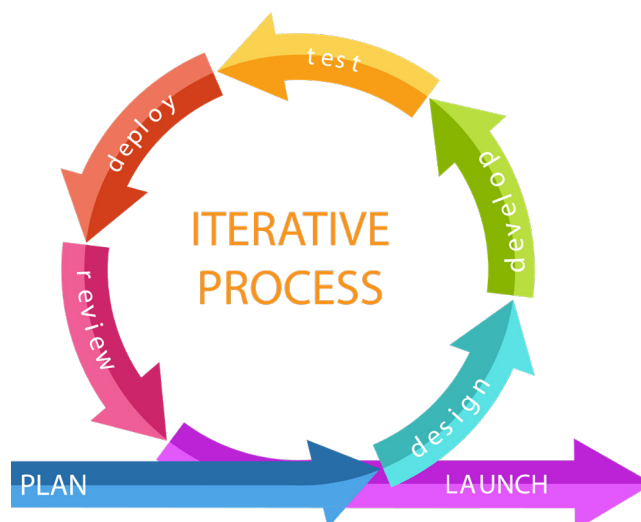 ITERATIVE
PROCESS
PLAN
design
develop
test
deploy
review
LAUNCH